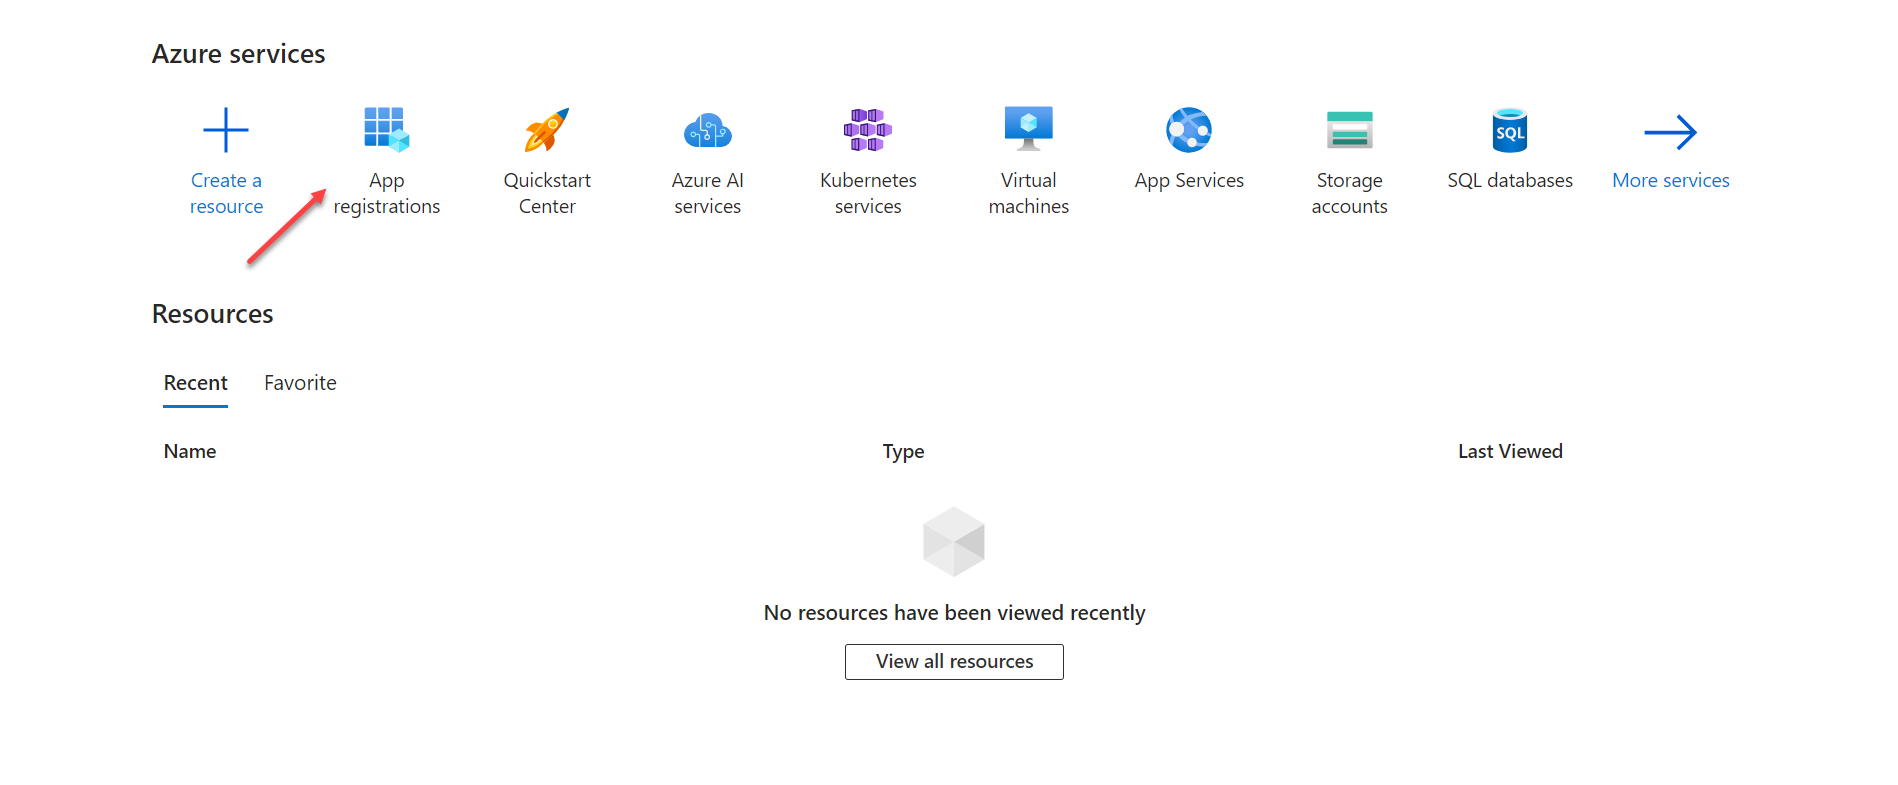 Azure services
Create a
resource
App
registrations
Quickstart
Center
Azure AI
services
Kubernetes
services
Virtual
machines
App Services
Storage
accounts
SQL
SQL databases
More services
Resources
Recent
Favorite
Name
Type
Last Viewed
No resources have been viewed recently
View all resources